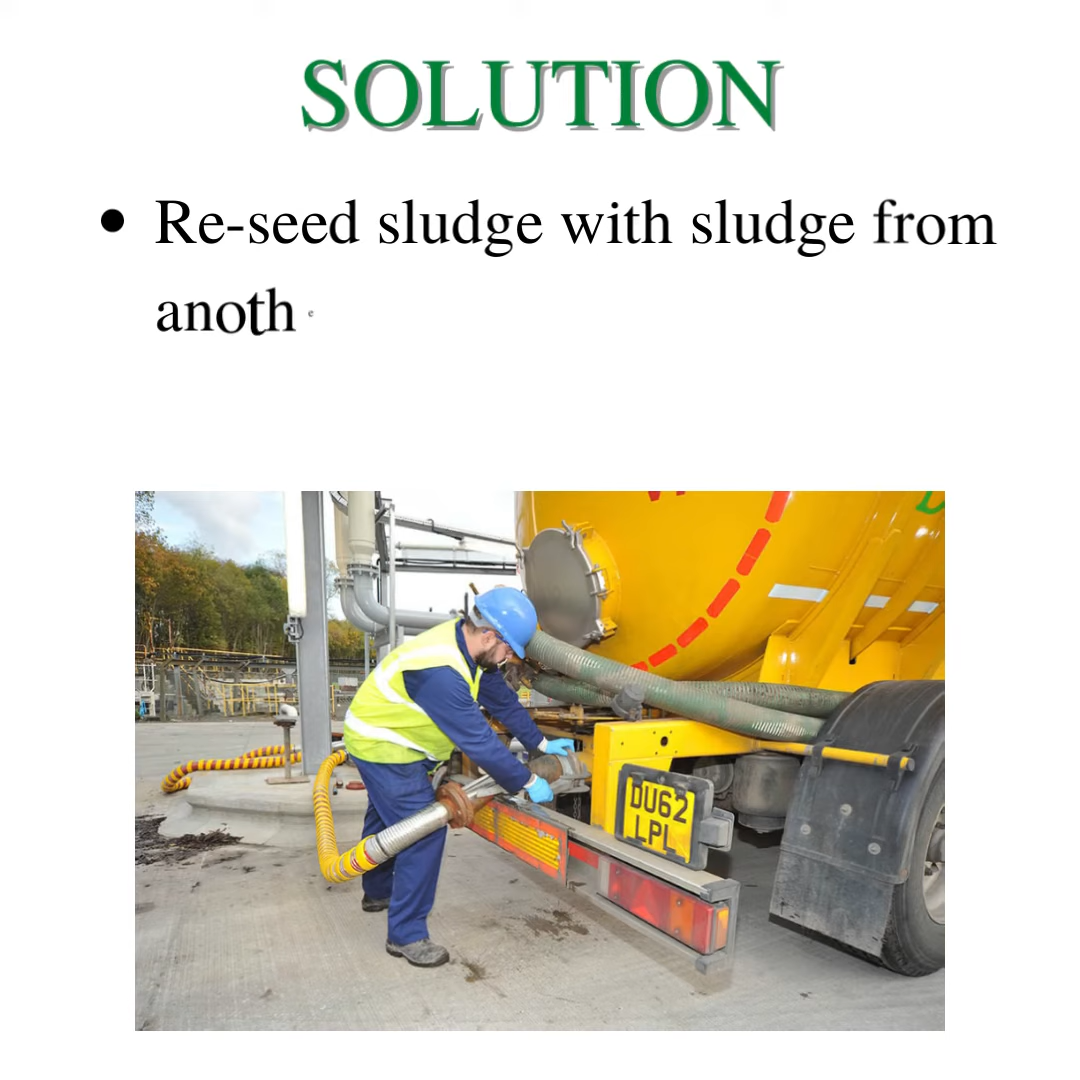 SOLUTION
• Re-seed sludge with sludge from
anoth e
DU62
LPL